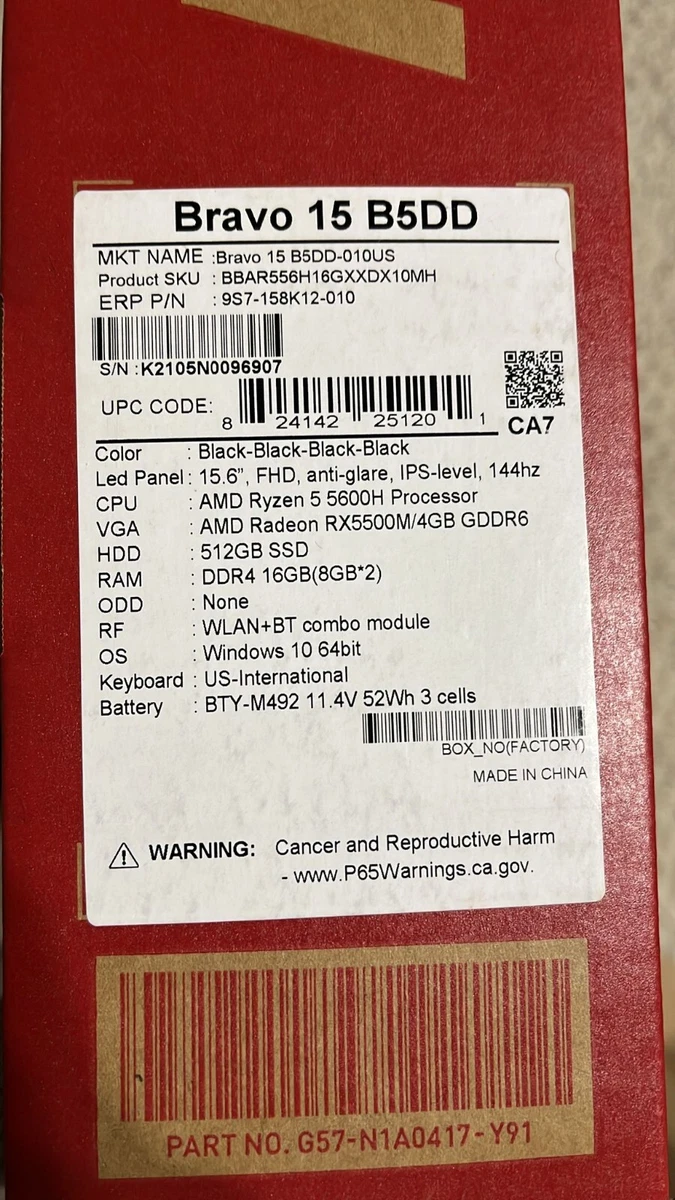 Bravo 15 B5DD
MKT NAME :Bravo 15 B5DD-010US
Product SKU : BBAR556H16GXXDX10MH
ERP P/N : 9S7-158K12-010
S/N :K2105N0096907
UPC CODE: 8 24142 25120 1
CA7
Color : Black-Black-Black-Black
Led Panel : 15.6”, FHD, anti-glare, IPS-level, 144hz
CPU : AMD Ryzen 5 5600H Processor
VGA : AMD Radeon RX5500M/4GB GDDR6
HDD : 512GB SSD
RAM : DDR4 16GB(8GB*2)
ODD : None
RF : WLAN+BT combo module
OS : Windows 10 64bit
Keyboard : US-International
Battery : BTY-M492 11.4V 52Wh 3 cells
BOX_NO(FACTORY)
MADE IN CHINA
WARNING: Cancer and Reproductive Harm
- www.P65Warnings.ca.gov.
PART NO. G57-N1A0417-Y91